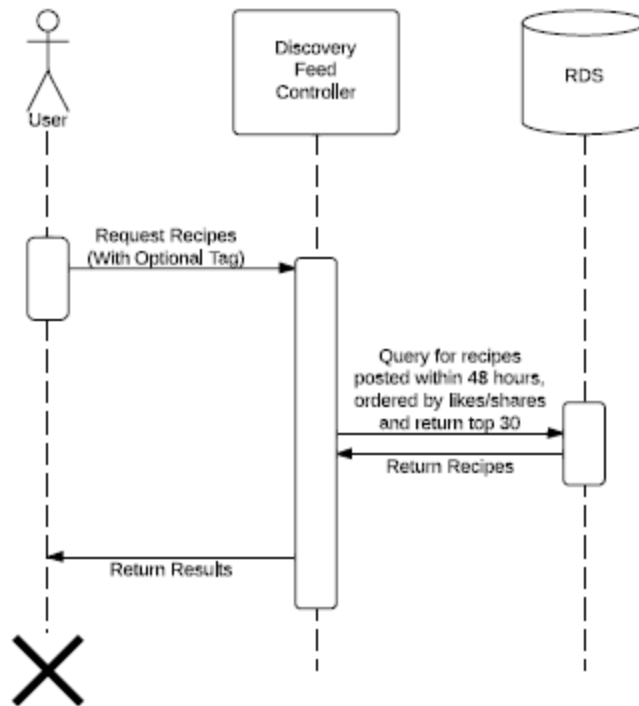 Discovery
Feed
Controller
RDS
User
Request Recipes
(With Optional Tag)
Query for recipes
posted within 48 hours,
ordered by likes/shares
and return top 30
Return Recipes
Return Results